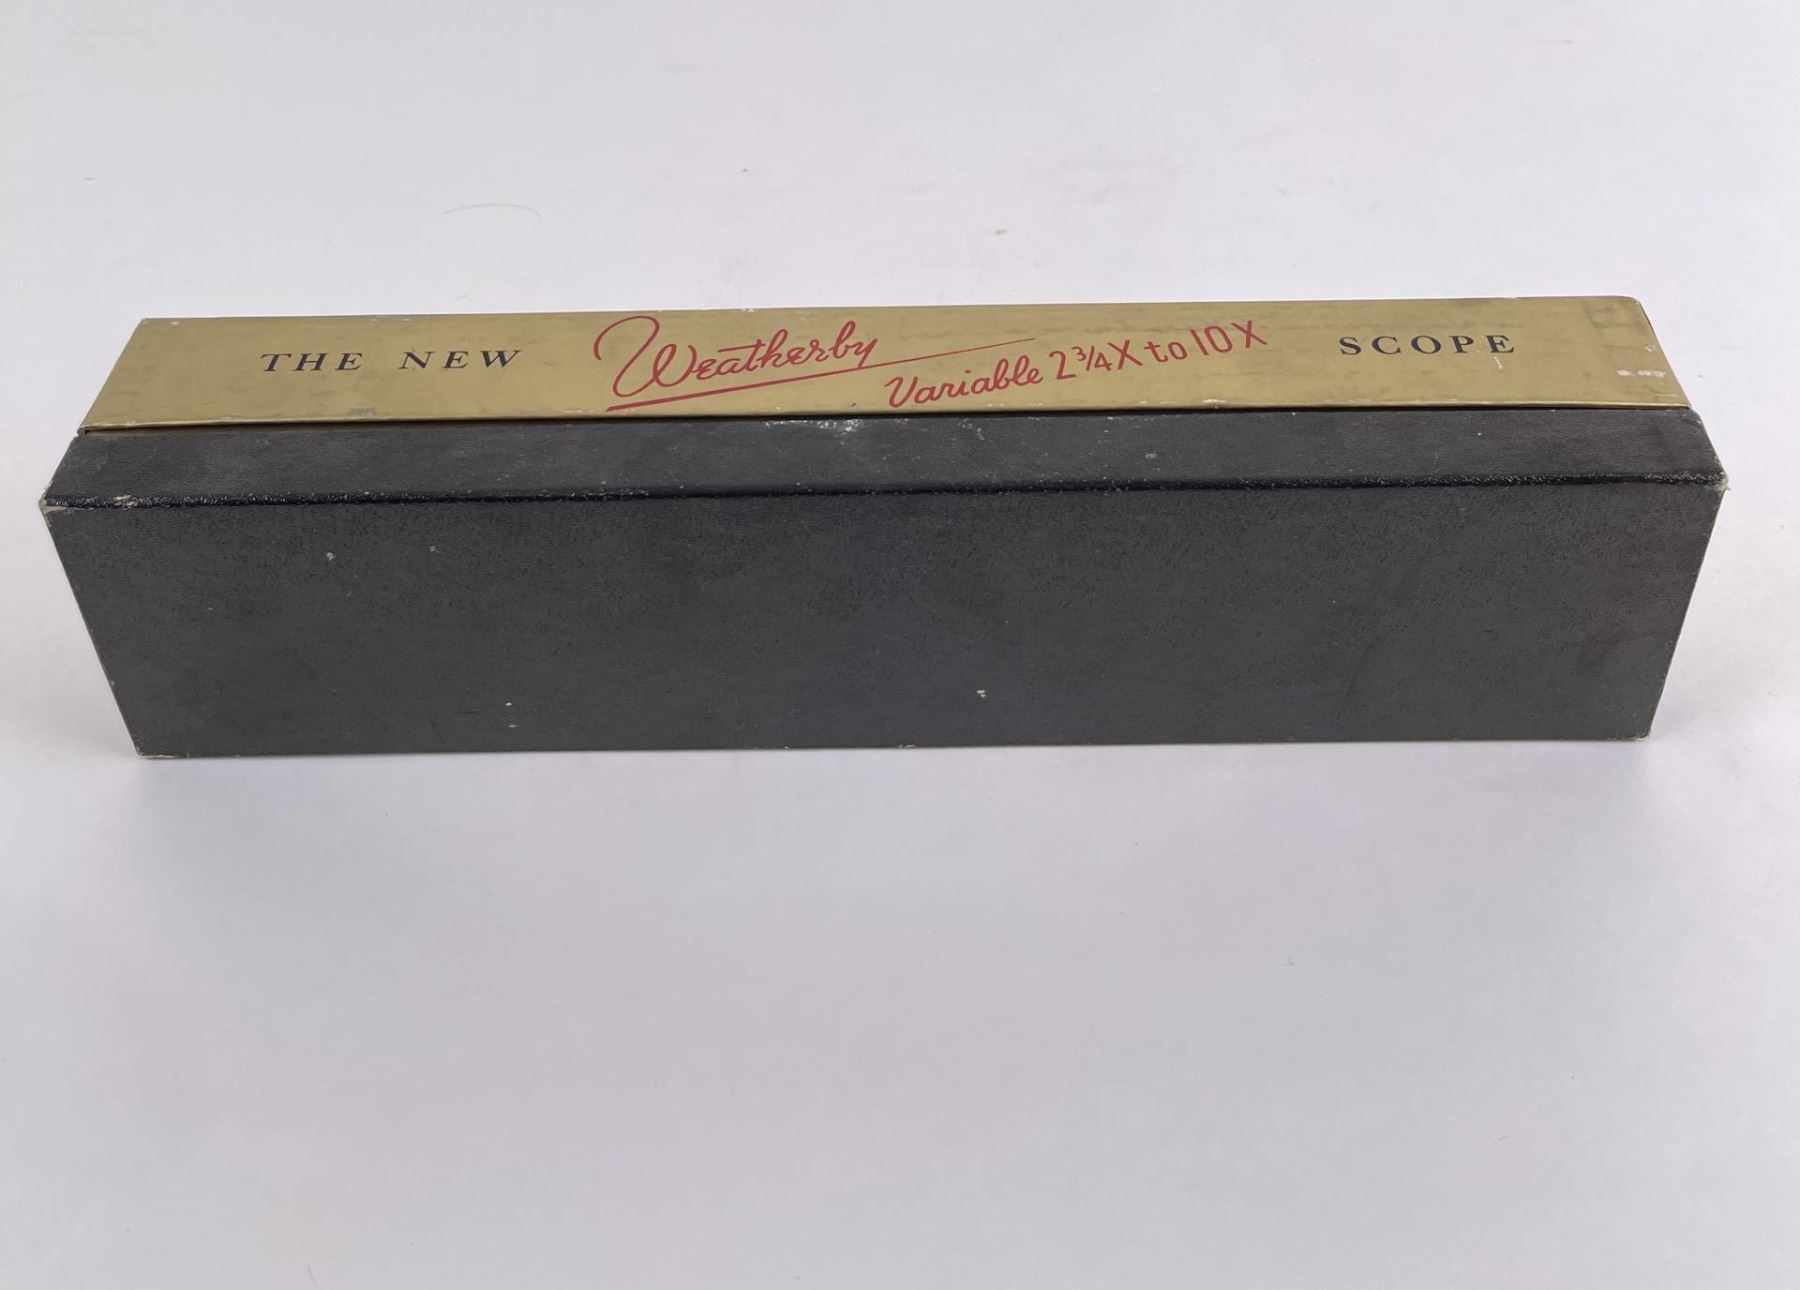 THE NEW Weatherby Variable 2¾X to 10X SCOPE